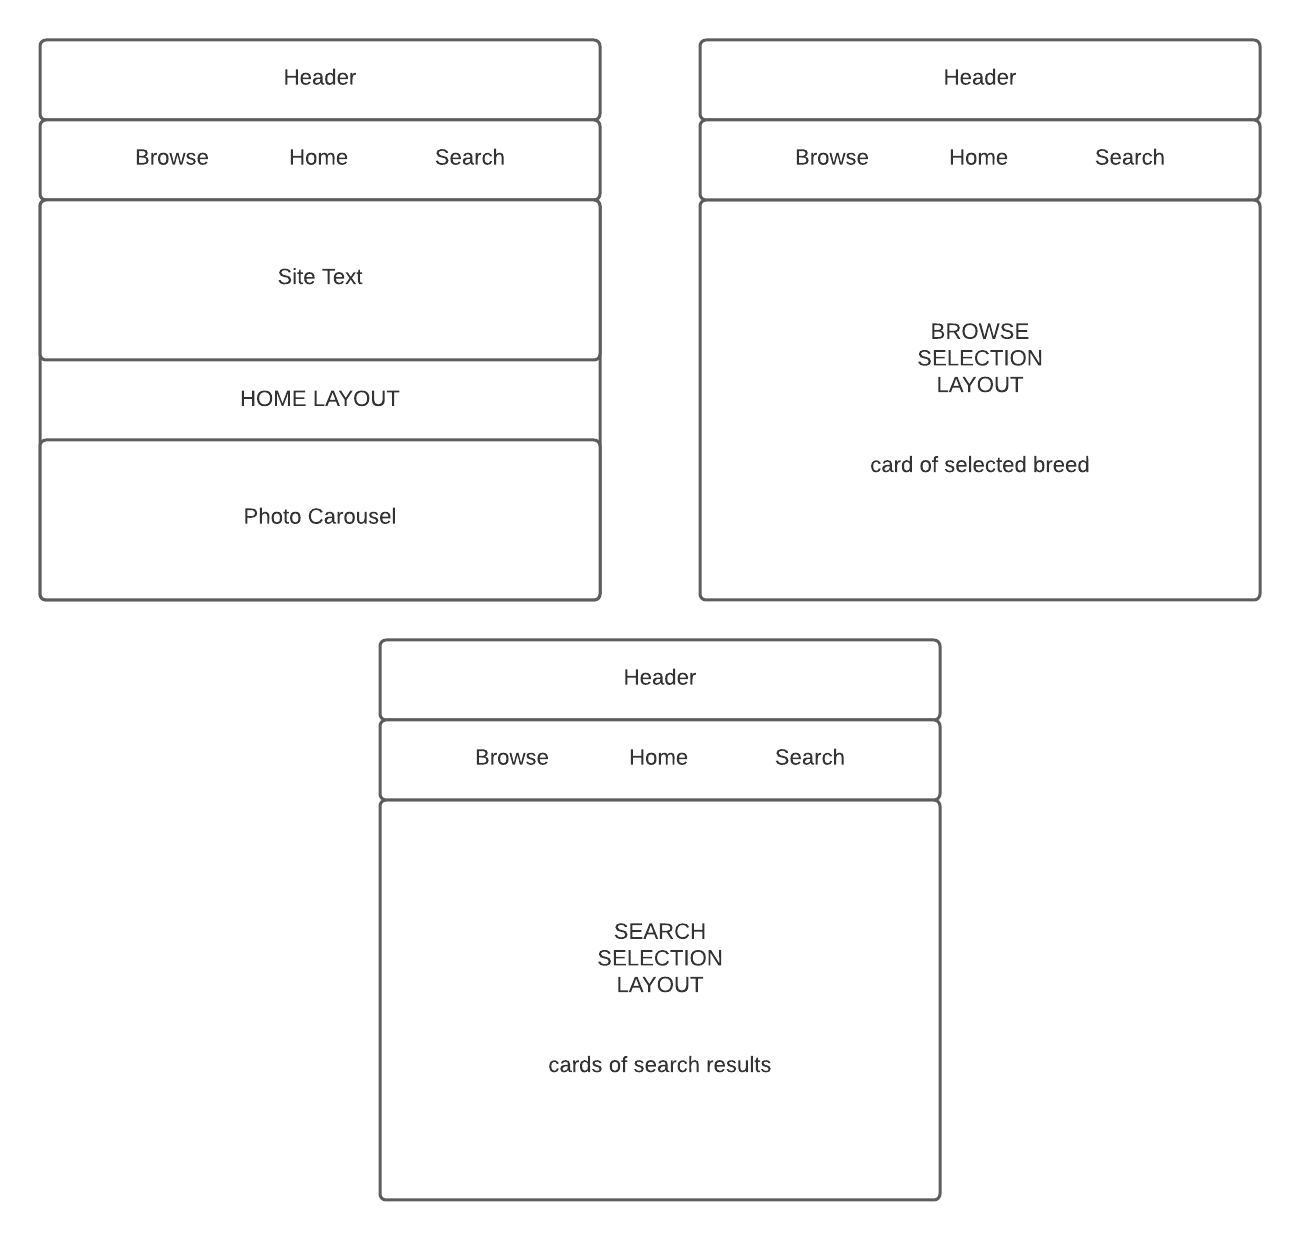 Header
Browse Home Search
Site Text
HOME LAYOUT
Photo Carousel
Header
Browse Home Search
BROWSE
SELECTION
LAYOUT
card of selected breed
Header
Browse Home Search
SEARCH
SELECTION
LAYOUT
cards of search results